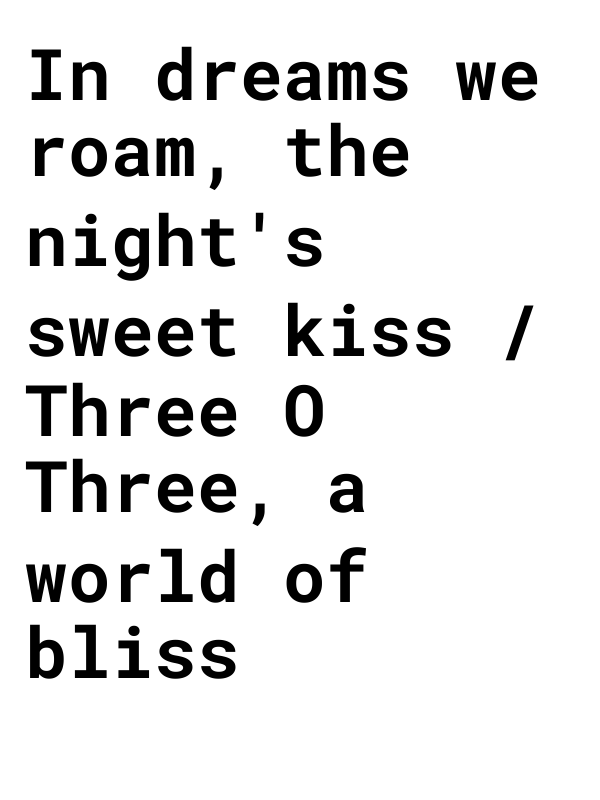 In dreams we
roam, the
night's
sweet kiss /
Three O
Three, a
world of
bliss